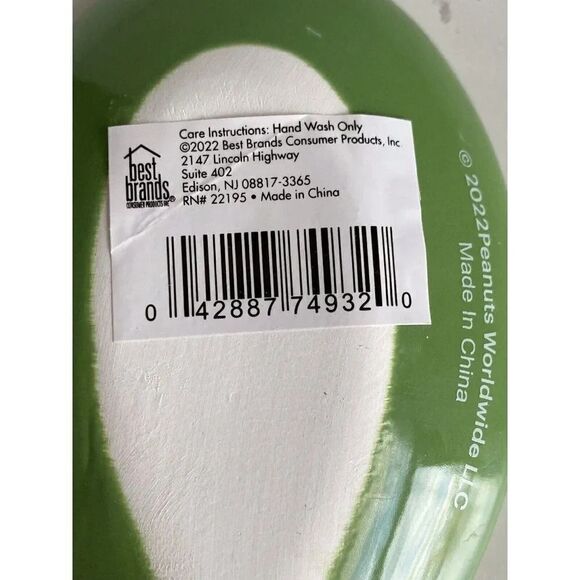 best
brands®
CONSUMER PRODUCTS INC.
Care Instructions: Hand Wash Only
©2022 Best Brands Consumer Products, Inc.
2147 Lincoln Highway
Suite 402
Edison, NJ 08817-3365
RN# 22195 • Made in China
0 42887 74932 0
© 2022Peanuts Worldwide LLC
Made In China